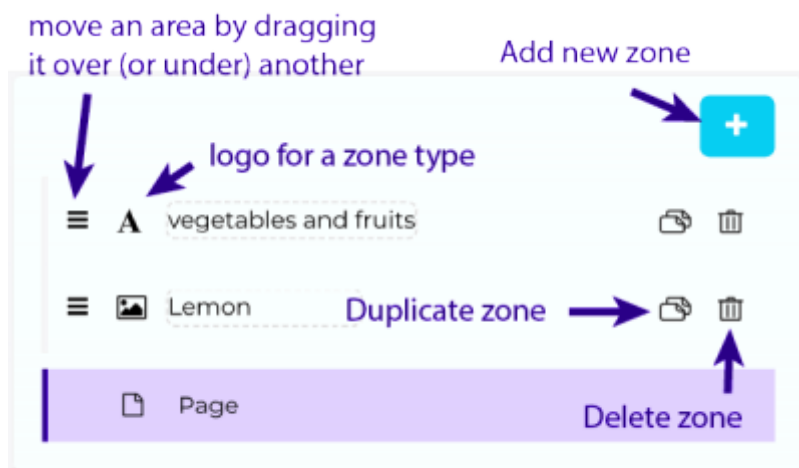 move an area by dragging
it over (or under) another
Add new zone
+
logo for a zone type
A vegetables and fruits
Lemon
Duplicate zone
Page
Delete zone